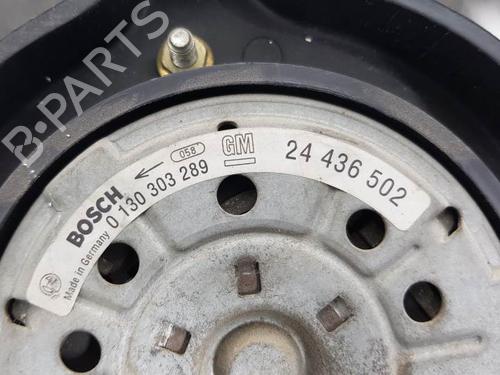 B-PARTS
BOSCH
0 130 303 289
Made in Germany
058
GM
24 436 502